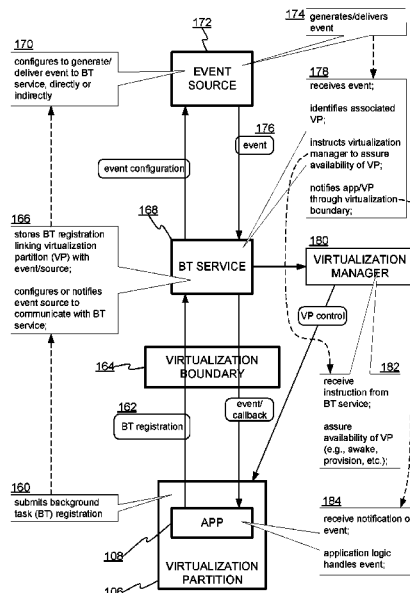 174
generates/delivers
event
172
EVENT
SOURCE
170
configures to generate/
deliver event to BT
service, directly or
indirectly
178
receives event;
identifies associated
VP;
instructs virtualization
manager to assure
availability of VP;
notifies app/VP
through virtualization
boundary;
176
event
event configuration
166
stores BT registration
linking virtualization
partition (VP) with
event/source;
configures or notifies
event source to
communicate with BT
service;
168
BT SERVICE
180
VIRTUALIZATION
MANAGER
VP control
164
VIRTUALIZATION
BOUNDARY
182
receive
instruction from
BT service;
assure
availability of VP
(e.g., awake,
provision, etc.);
162
BT registration
event/
callback
160
submits background
task (BT) registration
184
receive notification of
event;
application logic
handles event;
APP
108
VIRTUALIZATION
PARTITION
106